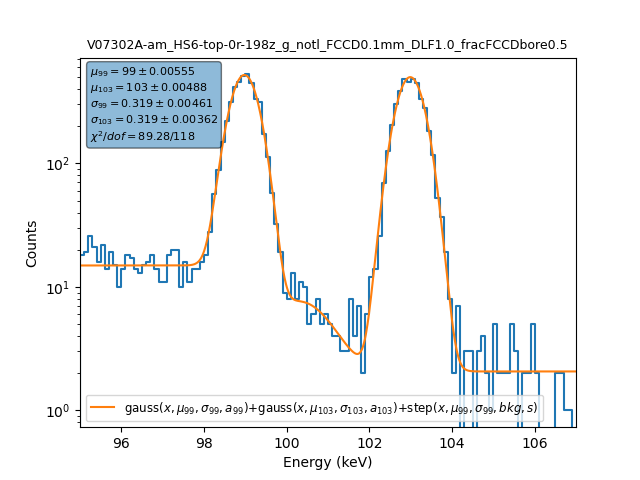 V07302A-am_HS6-top-0r-198z_g_notl_FCCD0.1mm_DLF1.0_fracFCCDbore0.5
μ₉₉ = 99 ± 0.00555
μ₁₀₃ = 103 ± 0.00488
σ₉₉ = 0.319 ± 0.00461
σ₁₀₃ = 0.319 ± 0.00362
χ²/dof = 89.28/118
Counts
10²
10¹
10⁰
gauss(x, μ₉₉, σ₉₉, a₉₉)+gauss(x, μ₁₀₃, σ₁₀₃, a₁₀₃)+step(x, μ₉₉, σ₉₉, bkg, s)
96 98 100 102 104 106
Energy (keV)